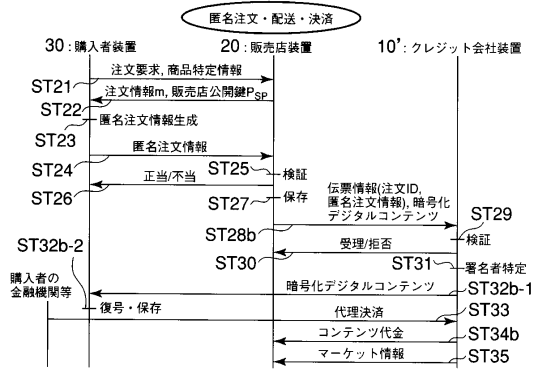 匿名注文・配送・決済
30：購入者装置
20：販売店装置
10'：クレジット会社装置
注文要求, 商品特定情報
ST21
注文情報m, 販売店公開鍵PSP
ST22
匿名注文情報生成
ST23
匿名注文情報
ST24
ST25
検証
正当/不当
ST26
ST27
保存
伝票情報(注文ID,
匿名注文情報), 暗号化
デジタルコンテンツ
ST28b
ST29
検証
受理/拒否
ST30
ST31
署名者特定
ST32b-2
暗号化デジタルコンテンツ
ST32b-1
購入者の
金融機関等
復号・保存
代理決済
ST33
コンテンツ代金
ST34b
マーケット情報
ST35